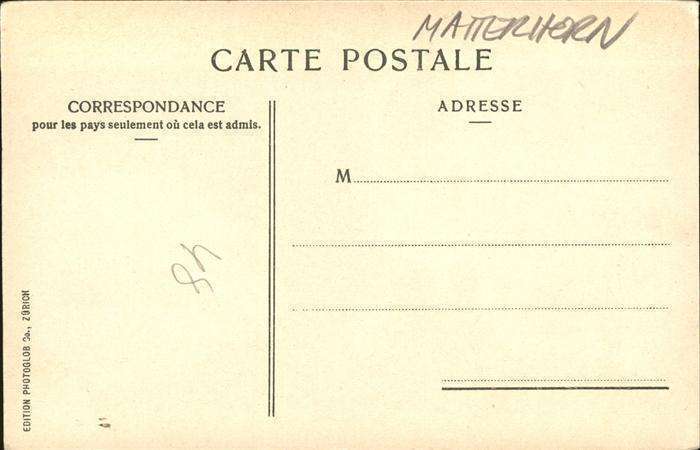 MATTERHORN
CARTE POSTALE
CORRESPONDANCE
pour les pays seulement où cela est admis.
ADRESSE
M
EDITION PHOTOGLOB Co., ZÜRICH